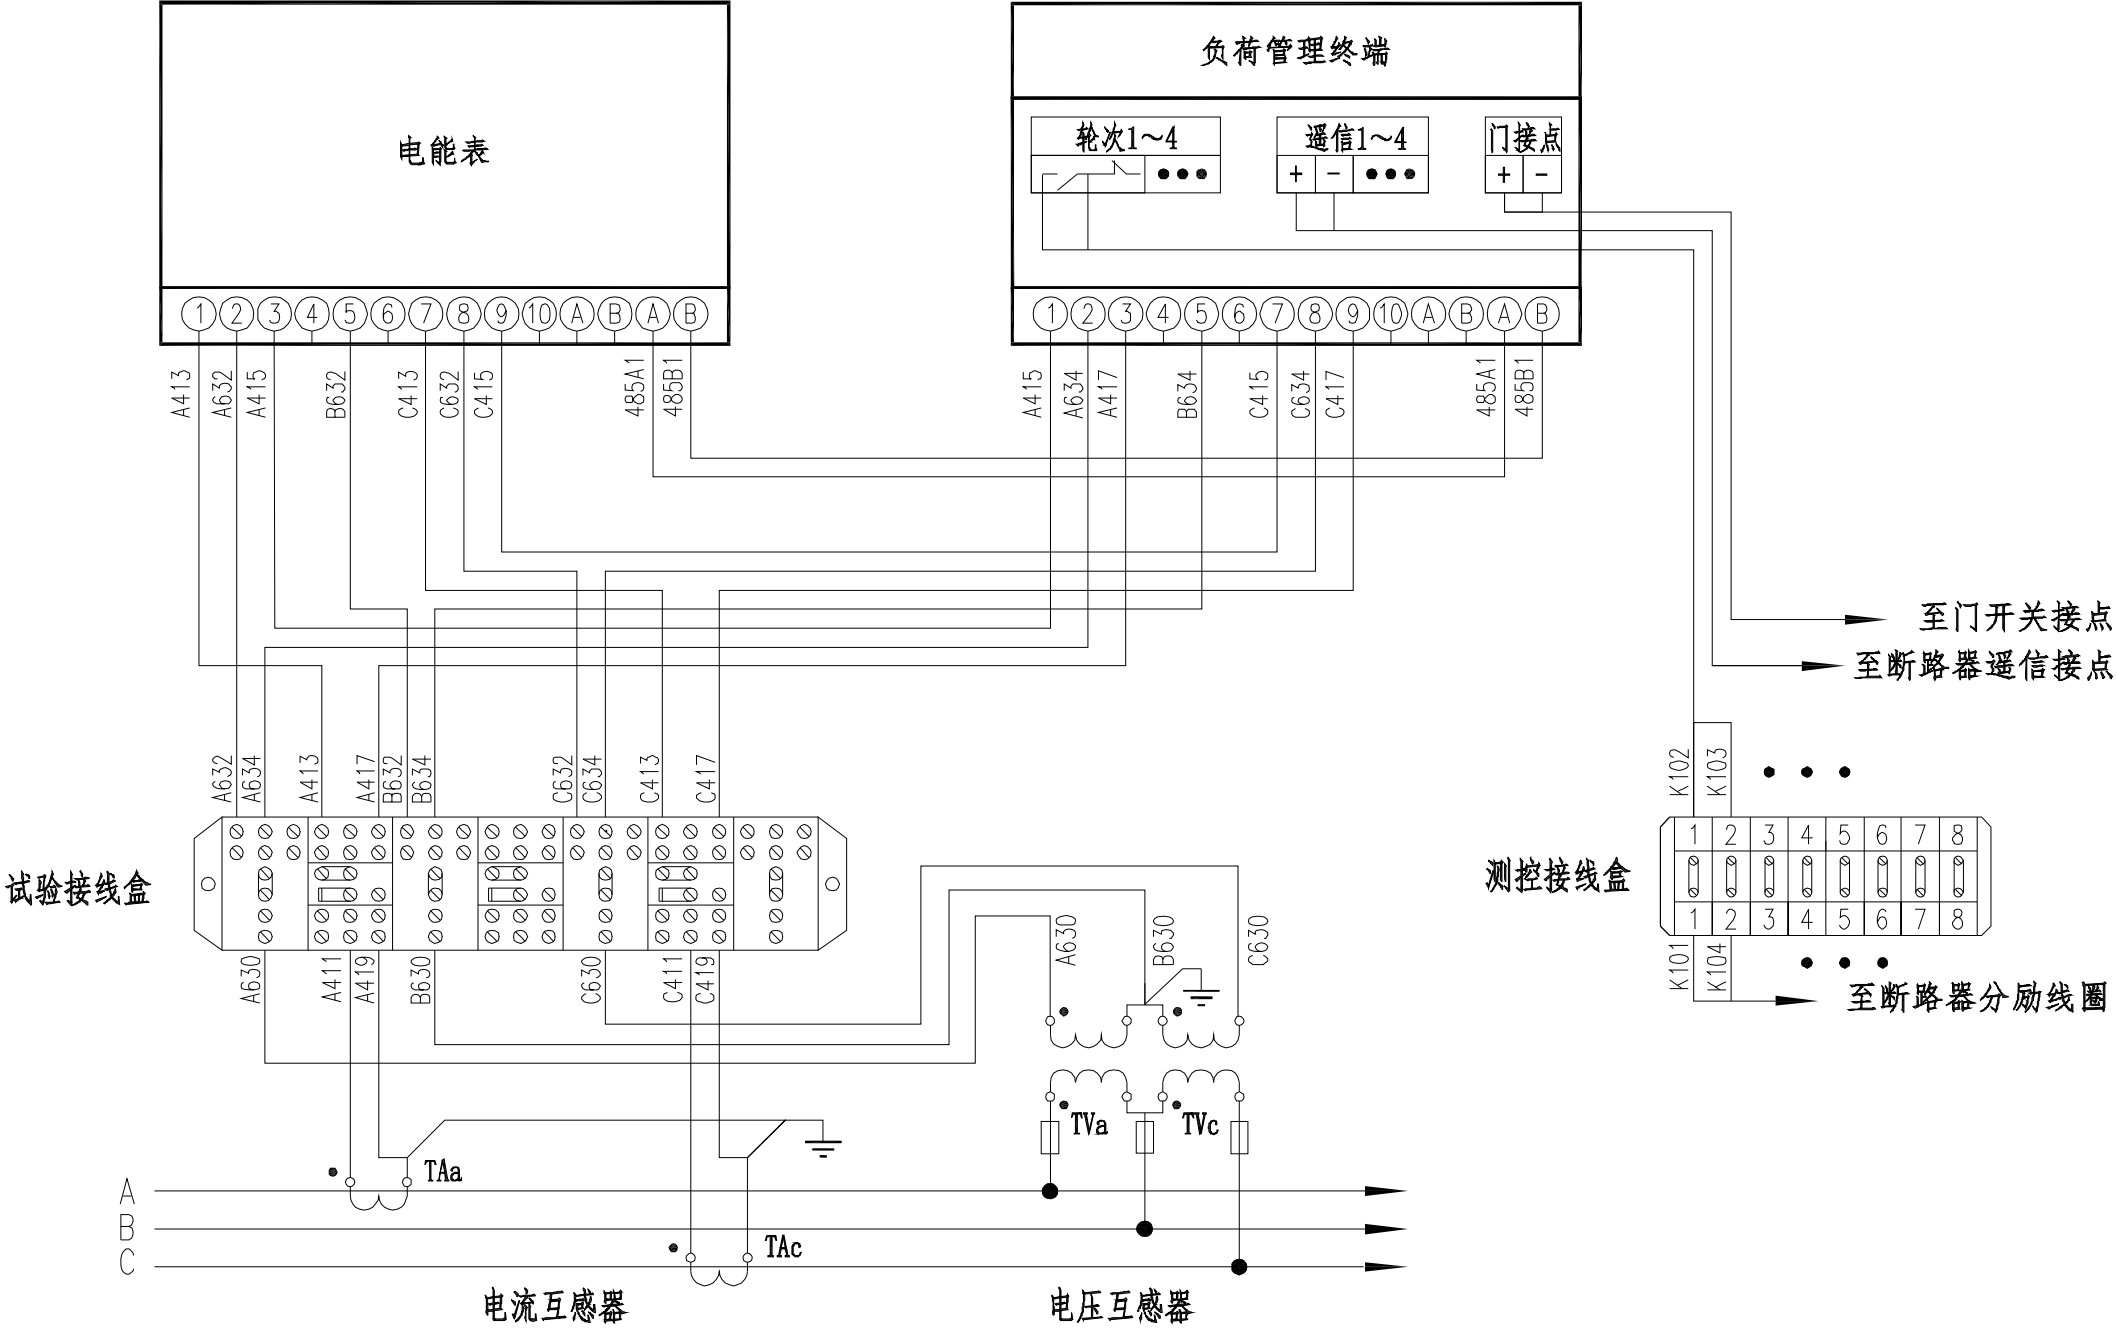 电能表
负荷管理终端
轮次1～4
遥信1～4
门接点
+ −
+ −
1 2 3 4 5 6 7 8 9 10 A B A B
1 2 3 4 5 6 7 8 9 10 A B A B
A413 A632 A415 B632 C413 C632 C415 485A1 485B1
A415 A634 A417 B634 C415 C634 C417 485A1 485B1
至门开关接点
至断路器遥信接点
A632 A634 A413 A417 B632 B634 C632 C634 C413 C417
K102 K103
试验接线盒
测控接线盒
1 2 3 4 5 6 7 8
1 2 3 4 5 6 7 8
A630 A411 A419 B630 C630 C411 C419
A630 B630 C630
K101 K104
至断路器分励线圈
TVa TVc
TAa
A
B
TAc
C
电流互感器
电压互感器